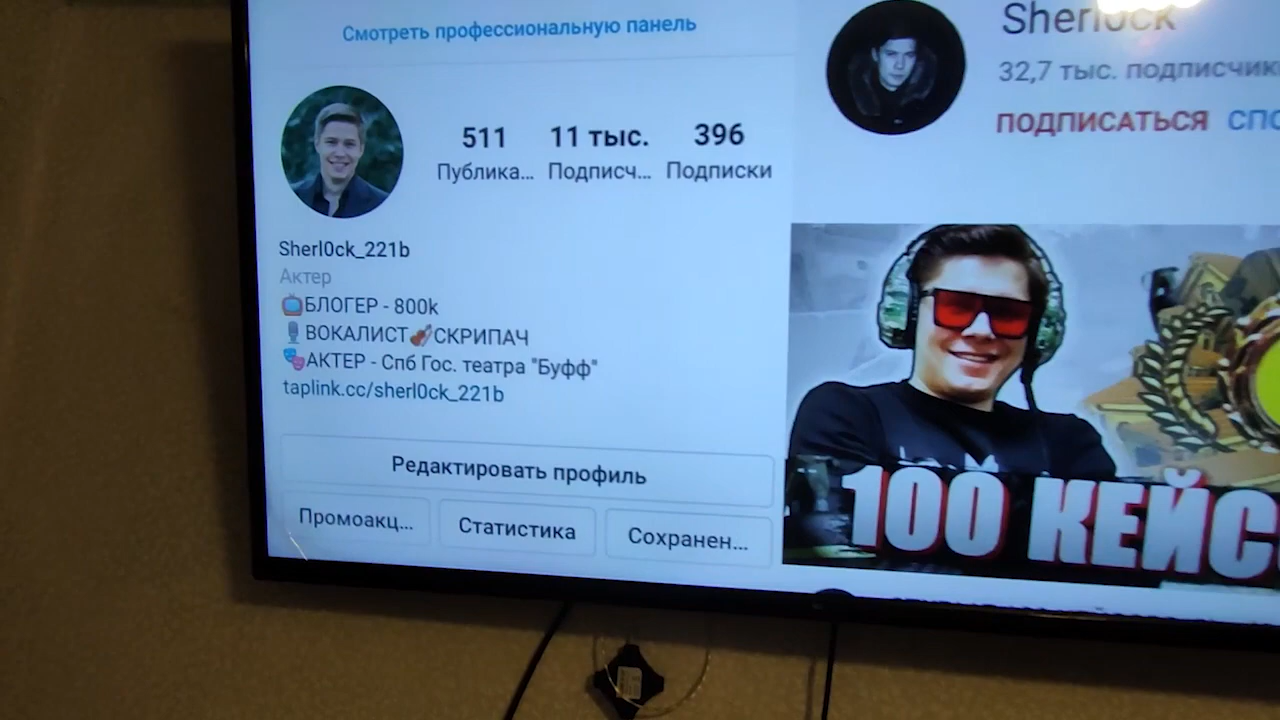 Смотреть профессиональную панель
511 11 тыс. 396
Публика... Подписч... Подписки
Sherl0ck_221b
Актер
БЛОГЕР - 800k
ВОКАЛИСТ СКРИПАЧ
АКТЕР - Спб Гос. театра "Буфф"
taplink.cc/sherl0ck_221b
Редактировать профиль
Промоакц... Статистика Сохранен...
Sherl0ck
32,7 тыс. подписчик
ПОДПИСАТЬСЯ СПО
100 КЕЙС